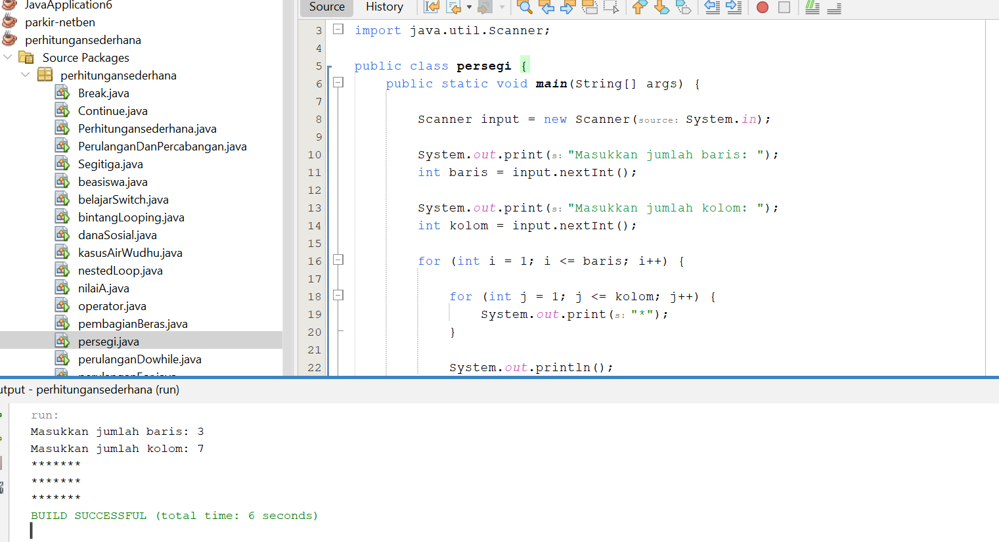 JavaApplication6
parkir-netben
perhitungansederhana
Source Packages
perhitungansederhana
Break.java
Continue.java
Perhitungansederhana.java
PerulanganDanPercabangan.java
Segitiga.java
beasiswa.java
belajarSwitch.java
bintangLooping.java
danaSosial.java
kasusAirWudhu.java
nestedLoop.java
nilaiA.java
operator.java
pembagianBeras.java
persegi.java
perulanganDowhile.java
Source History
3 import java.util.Scanner;
4
5 public class persegi {
6 public static void main(String[] args) {
7
8 Scanner input = new Scanner(source: System.in);
9
10 System.out.print(s: "Masukkan jumlah baris: ");
11 int baris = input.nextInt();
12
13 System.out.print(s: "Masukkan jumlah kolom: ");
14 int kolom = input.nextInt();
15
16 for (int i = 1; i <= baris; i++) {
17
18 for (int j = 1; j <= kolom; j++) {
19 System.out.print(s: "*");
20 }
21
22 System.out.println();
utput - perhitungansederhana (run)
run:
Masukkan jumlah baris: 3
Masukkan jumlah kolom: 7
*******
*******
*******
BUILD SUCCESSFUL (total time: 6 seconds)